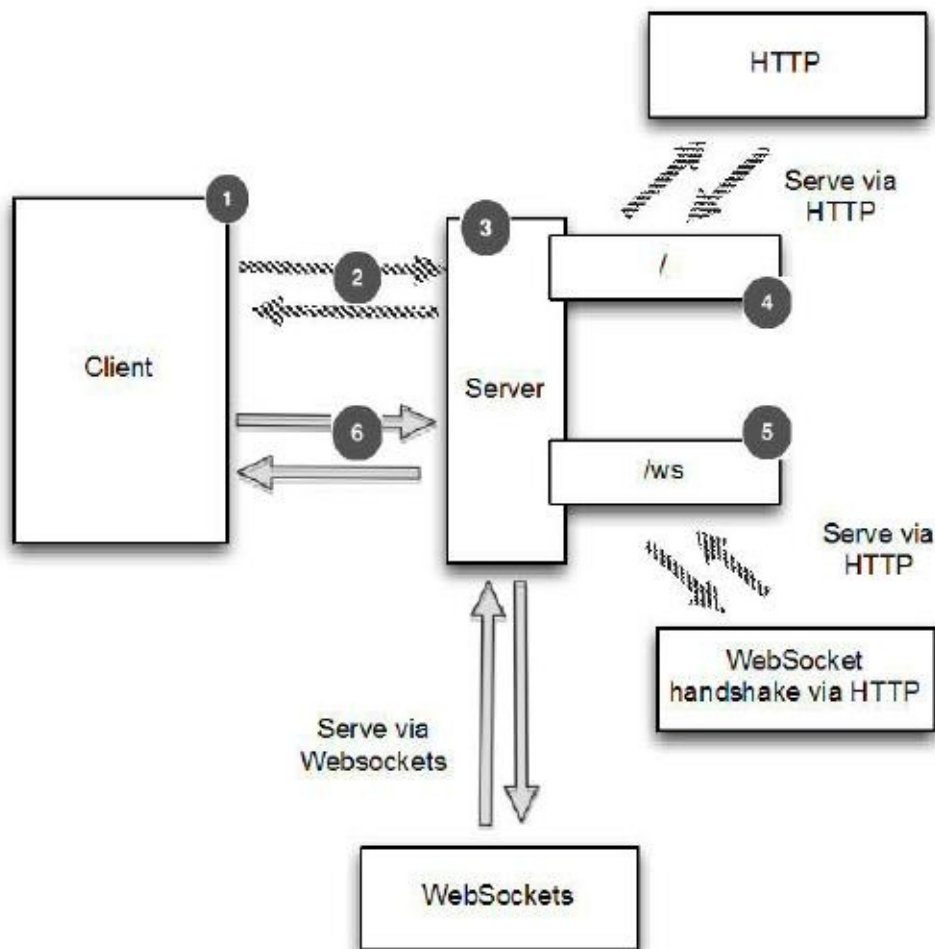 HTTP
Serve via
HTTP
1
3
/
2
4
Client
Server
6
5
/ws
Serve via
HTTP
WebSocket
handshake via HTTP
Serve via
Websockets
WebSockets